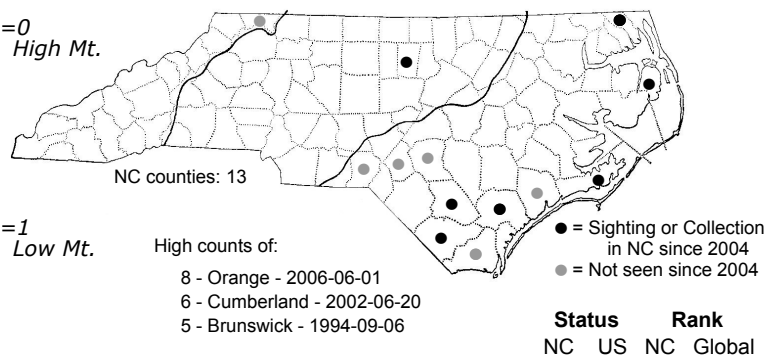 =0
High Mt.
NC counties: 13
=1
Low Mt.
High counts of:
8 - Orange - 2006-06-01
6 - Cumberland - 2002-06-20
5 - Brunswick - 1994-09-06
● = Sighting or Collection
in NC since 2004
● = Not seen since 2004
Status Rank
NC US NC Global